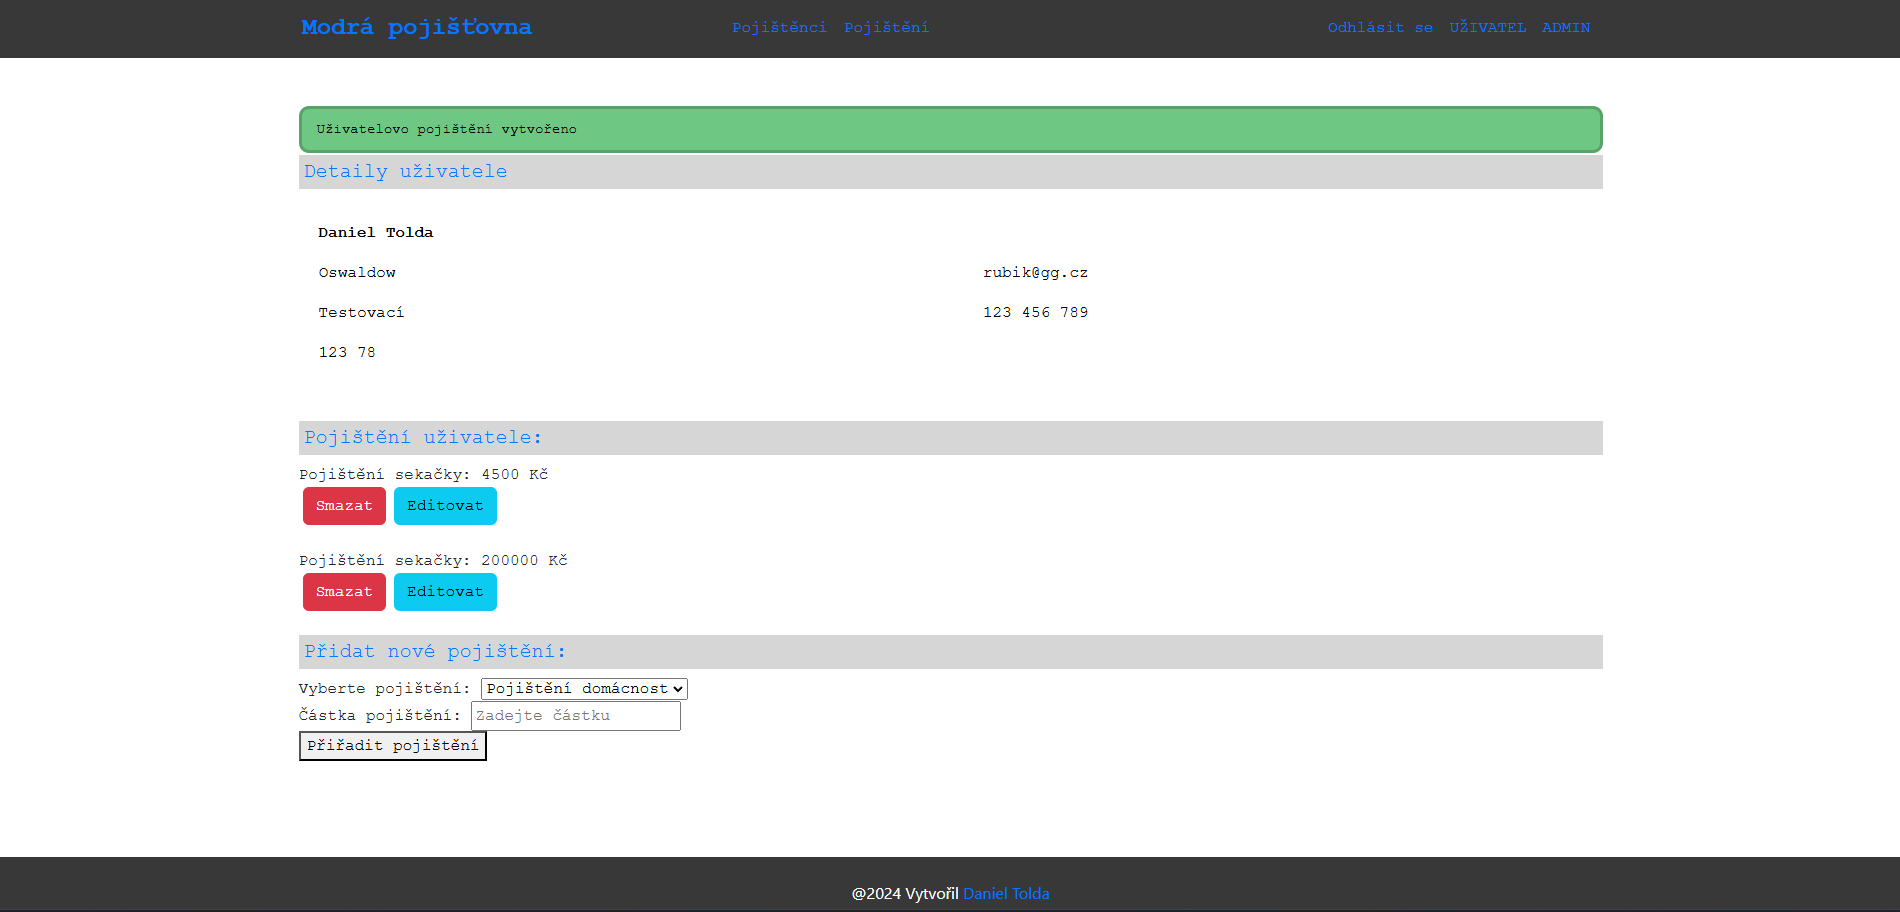 Modrá pojišťovna
Pojištěnci Pojištění
Odhlásit se UŽIVATEL ADMIN
Uživatelovo pojištění vytvořeno
Detaily uživatele
Daniel Tolda
Oswaldow
rubik@gg.cz
Testovací
123 456 789
123 78
Pojištění uživatele:
Pojištění sekačky: 4500 Kč
Smazat Editovat
Pojištění sekačky: 200000 Kč
Smazat Editovat
Přidat nové pojištění:
Vyberte pojištění: Pojištění domácnost
Částka pojištění: Zadejte částku
Přiřadit pojištění
@2024 Vytvořil Daniel Tolda